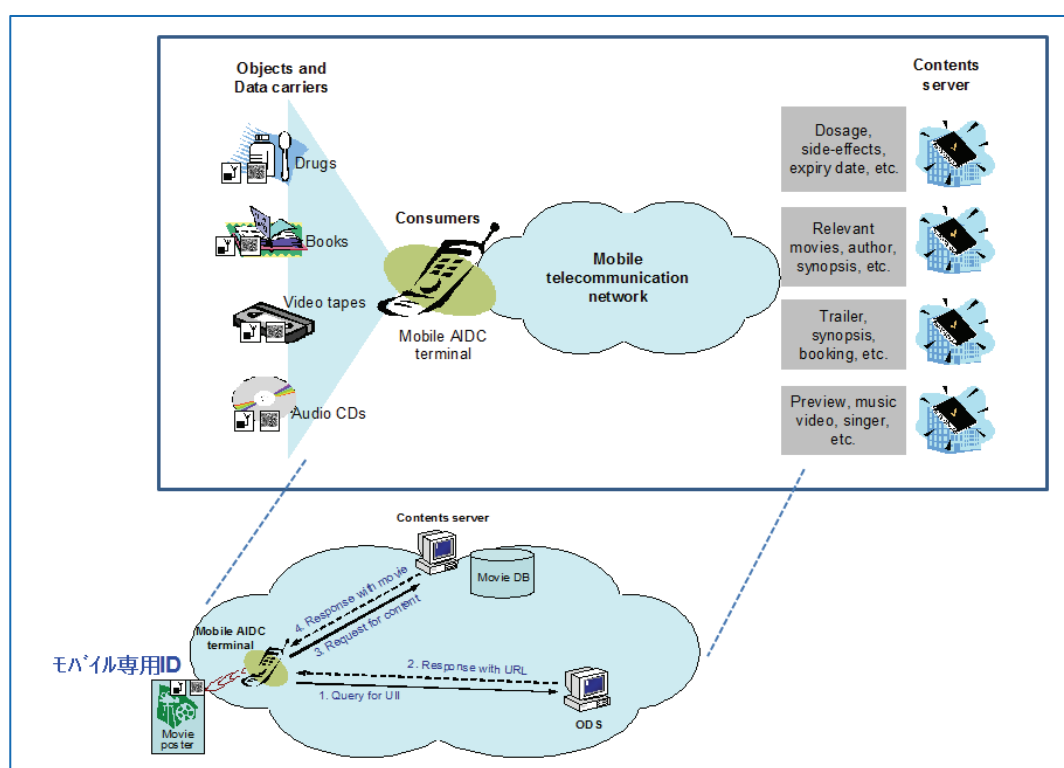 Objects and
Data carriers
Contents
server
Drugs
Books
Video tapes
Audio CDs
Consumers
Mobile AIDC
terminal
Mobile
telecommunication
network
Dosage,
side-effects,
expiry date, etc.
Relevant
movies, author,
synopsis, etc.
Trailer,
synopsis,
booking, etc.
Preview, music
video, singer,
etc.
Contents server
Movie DB
4. Response with movie
3. Request for content
Mobile AIDC
terminal
モバイル専用ID
2. Response with URL
1. Query for UII
ODS
Movie
poster